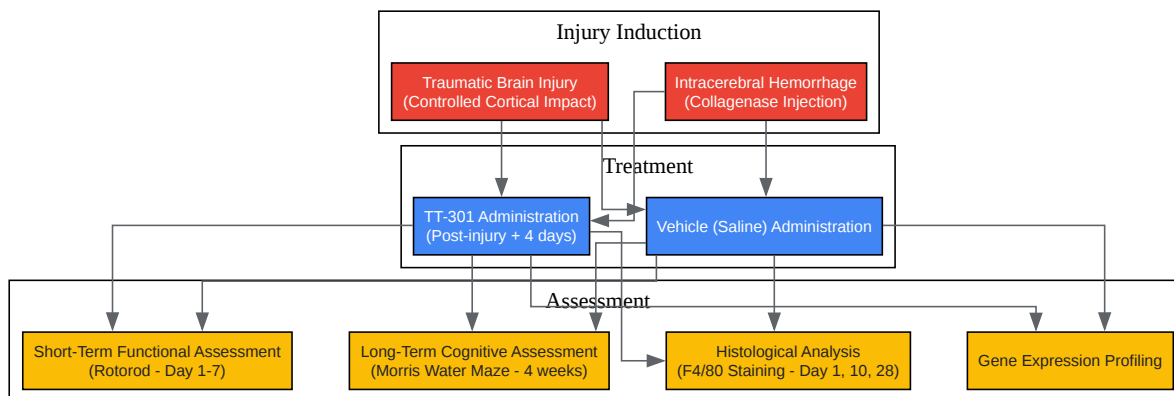 Injury Induction
Traumatic Brain Injury
(Controlled Cortical Impact)
Intracerebral Hemorrhage
(Collagenase Injection)
Treatment
TT-301 Administration
(Post-injury + 4 days)
Vehicle (Saline) Administration
Assessment
Short-Term Functional Assessment
(Rotorod - Day 1-7)
Long-Term Cognitive Assessment
(Morris Water Maze - 4 weeks)
Histological Analysis
(F4/80 Staining - Day 1, 10, 28)
Gene Expression Profiling